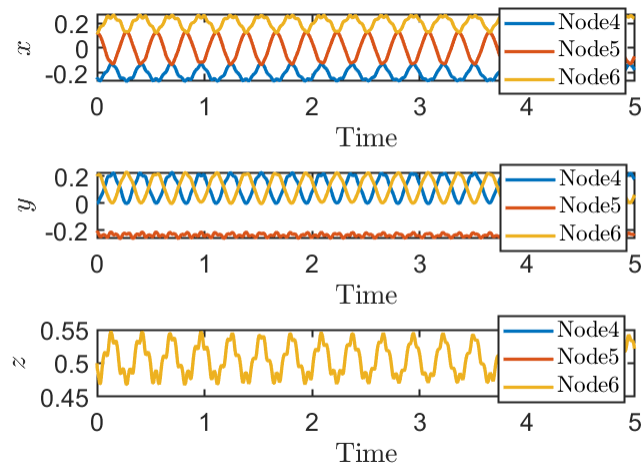 x
0.2
0
-0.2
Node4
Node5
Node6
0 1 2 3 4 5
Time
y
0.2
0
-0.2
Node4
Node5
Node6
0 1 2 3 4 5
Time
z
0.55
0.5
0.45
Node4
Node5
Node6
0 1 2 3 4 5
Time